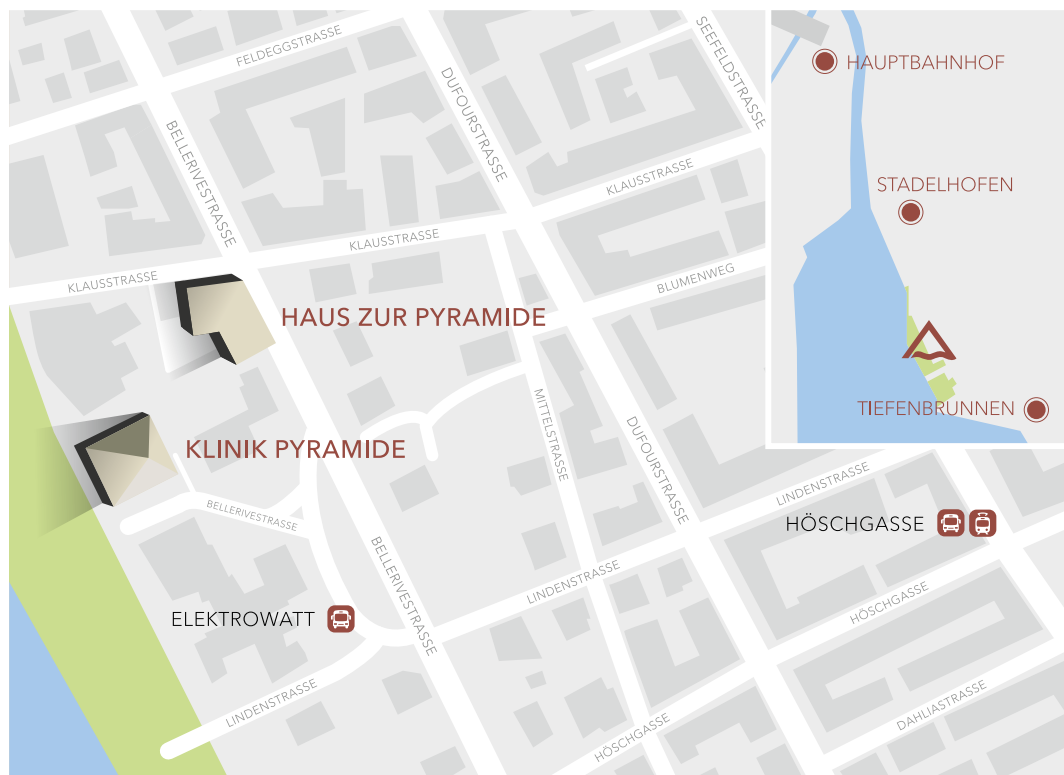 FELDEGGSTRASSE
SEEFELDSTRASSE
DUFOURSTRASSE
BELLERIVESTRASSE
KLAUSSTRASSE
KLAUSSTRASSE
KLAUSSTRASSE
BLUMENWEG
HAUS ZUR PYRAMIDE
KLINIK PYRAMIDE
MITTELSTRASSE
DUFOURSTRASSE
BELLERIVESTRASSE
BELLERIVESTRASSE
LINDENSTRASSE
HÖSCHGASSE
LINDENSTRASSE
HÖSCHGASSE
ELEKTROWATT
LINDENSTRASSE
HÖSCHGASSE
DAHLIASTRASSE
HAUPTBAHNHOF
STADELHOFEN
TIEFENBRUNNEN